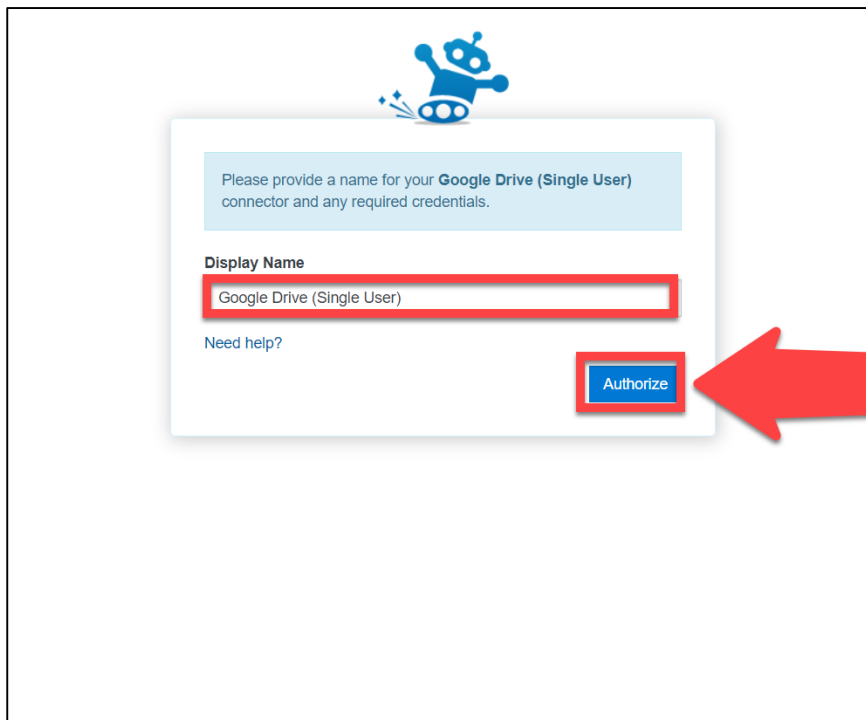 Please provide a name for your Google Drive (Single User)
connector and any required credentials.
Display Name
Google Drive (Single User)
Need help?
Authorize